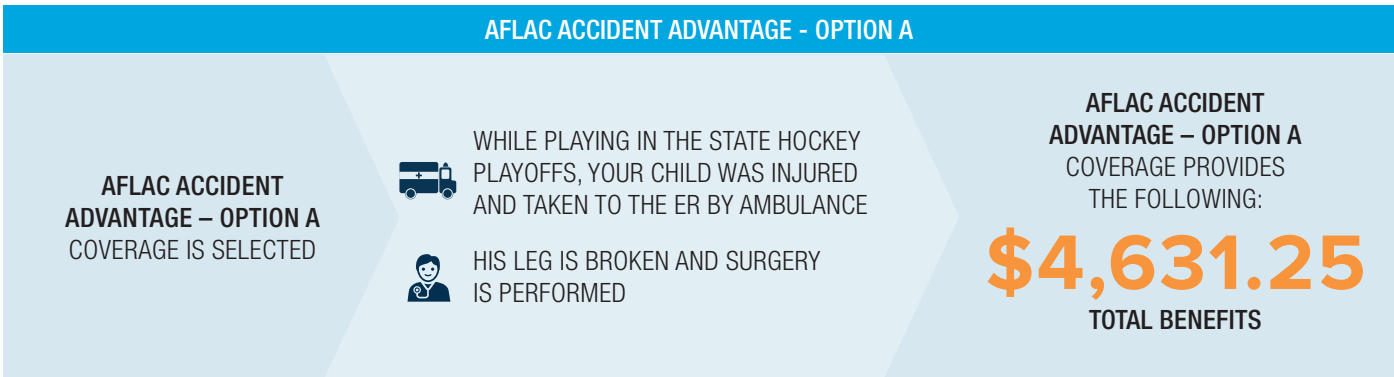 AFLAC ACCIDENT ADVANTAGE - OPTION A
AFLAC ACCIDENT
ADVANTAGE – OPTION A
COVERAGE IS SELECTED
WHILE PLAYING IN THE STATE HOCKEY
PLAYOFFS, YOUR CHILD WAS INJURED
AND TAKEN TO THE ER BY AMBULANCE
HIS LEG IS BROKEN AND SURGERY
IS PERFORMED
AFLAC ACCIDENT
ADVANTAGE – OPTION A
COVERAGE PROVIDES
THE FOLLOWING:
$4,631.25
TOTAL BENEFITS